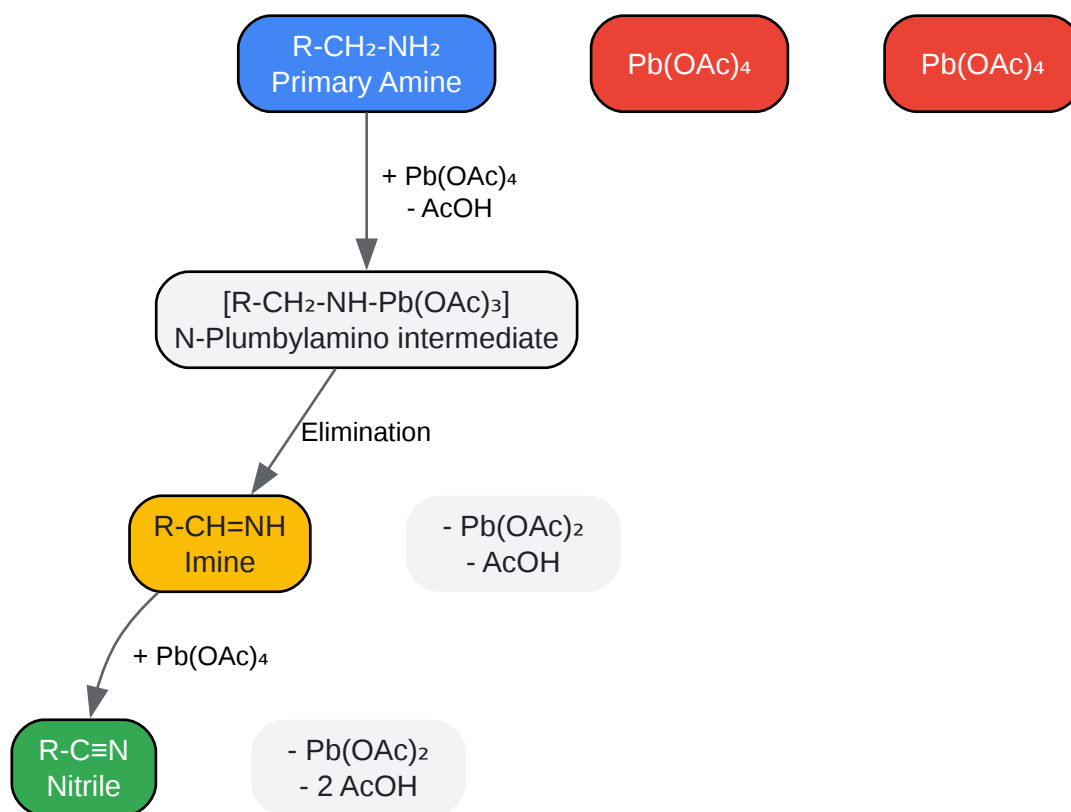 R-CH₂-NH₂
Primary Amine
Pb(OAc)₄
Pb(OAc)₄
+ Pb(OAc)₄
- AcOH
[R-CH₂-NH-Pb(OAc)₃]
N-Plumbylamino intermediate
Elimination
R-CH=NH
Imine
- Pb(OAc)₂
- AcOH
+ Pb(OAc)₄
R-C≡N
Nitrile
- Pb(OAc)₂
- 2 AcOH